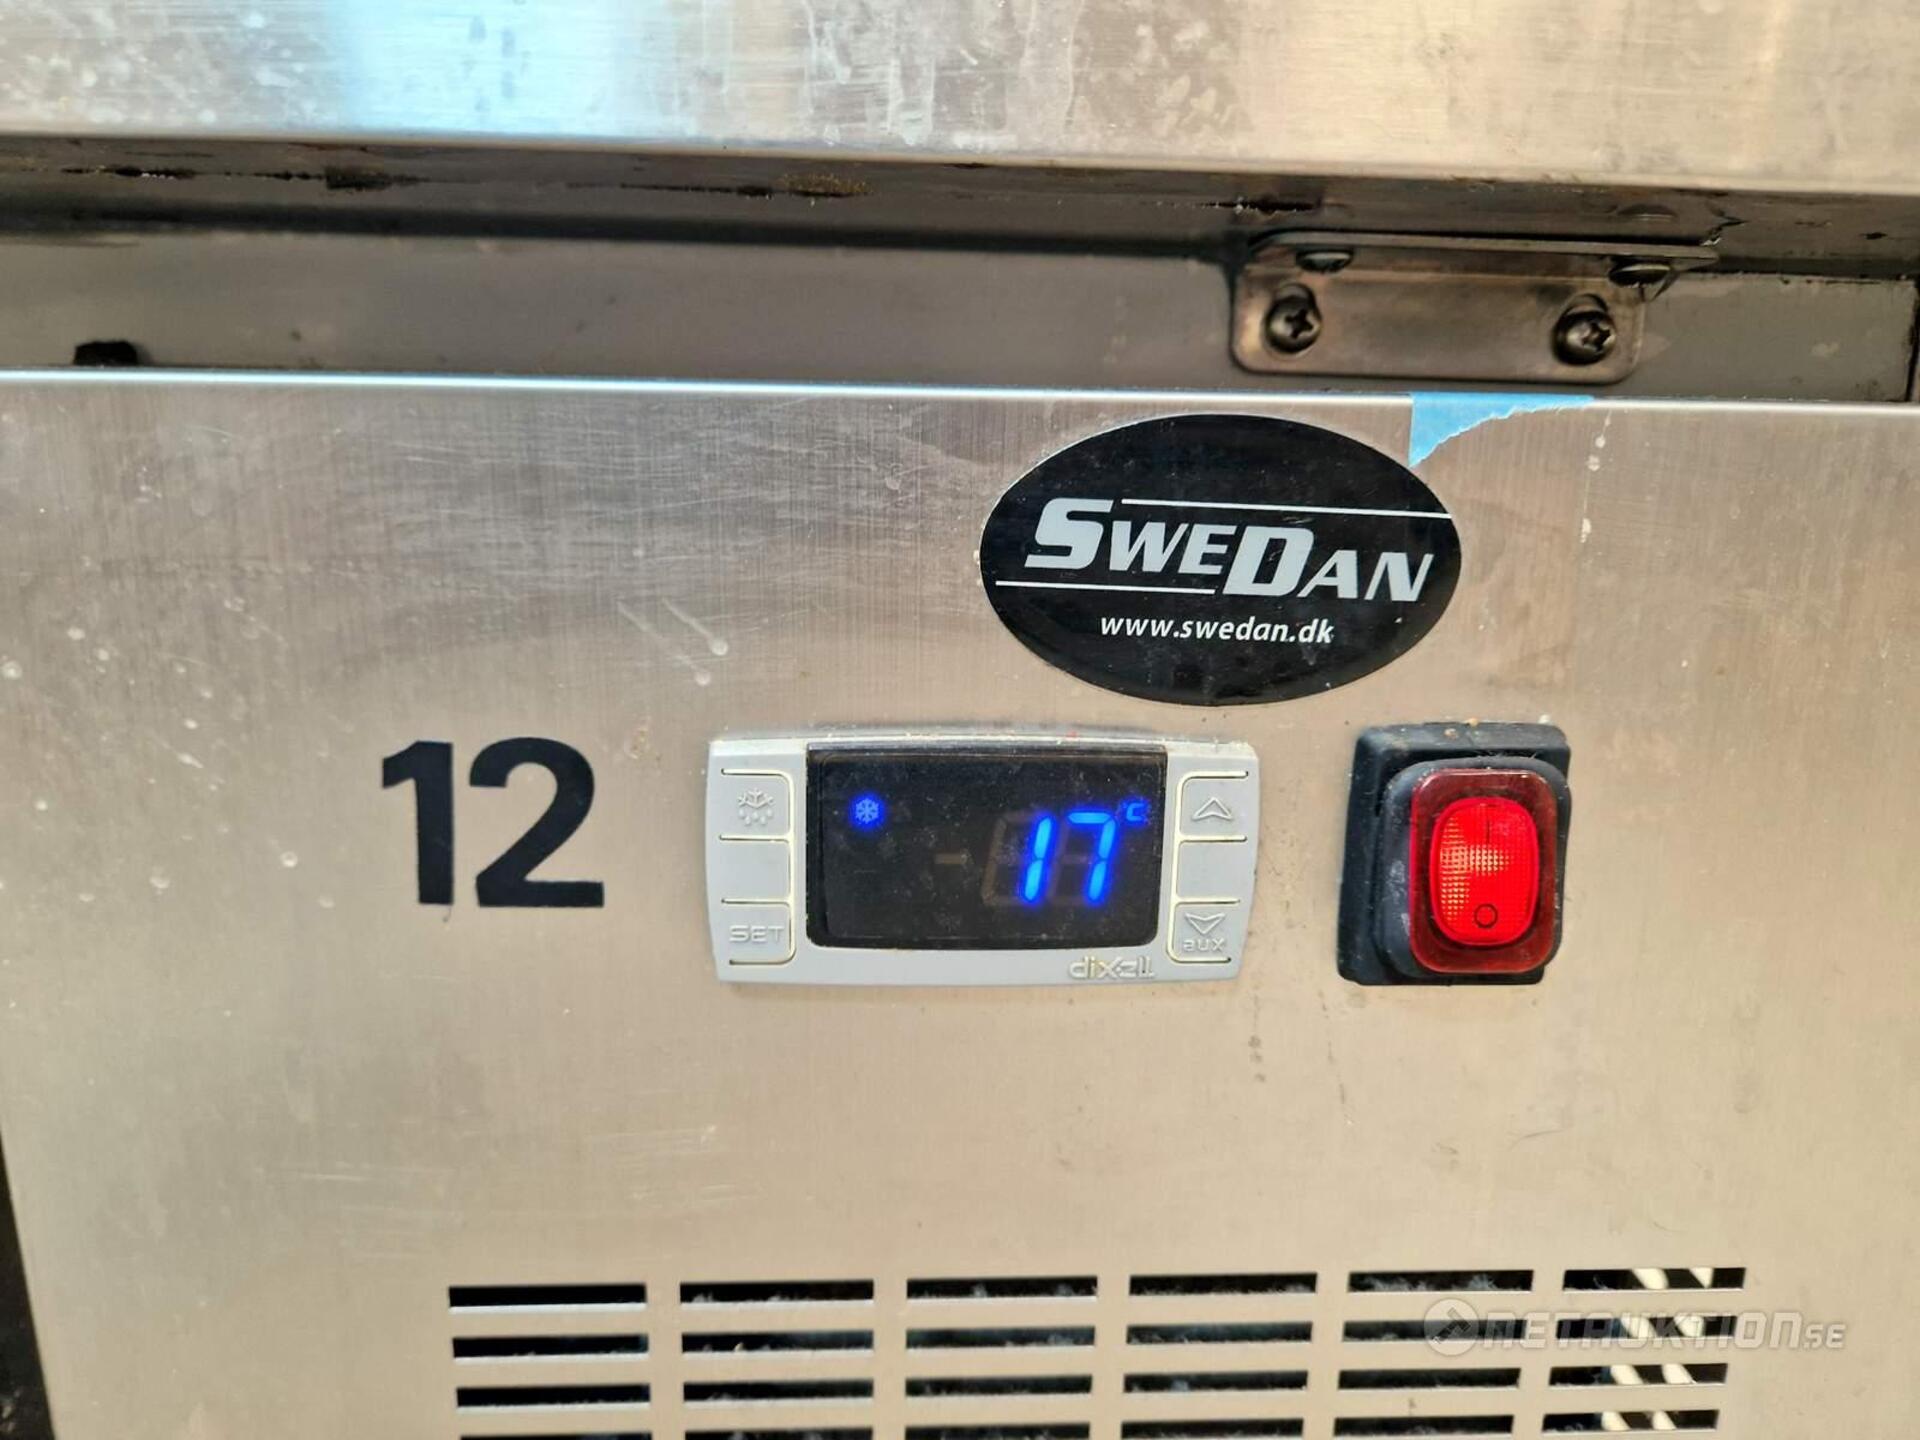 SWEDAN
www.swedan.dk
12
17 °C
SET
aux
dixell
NETAUKTION.SE